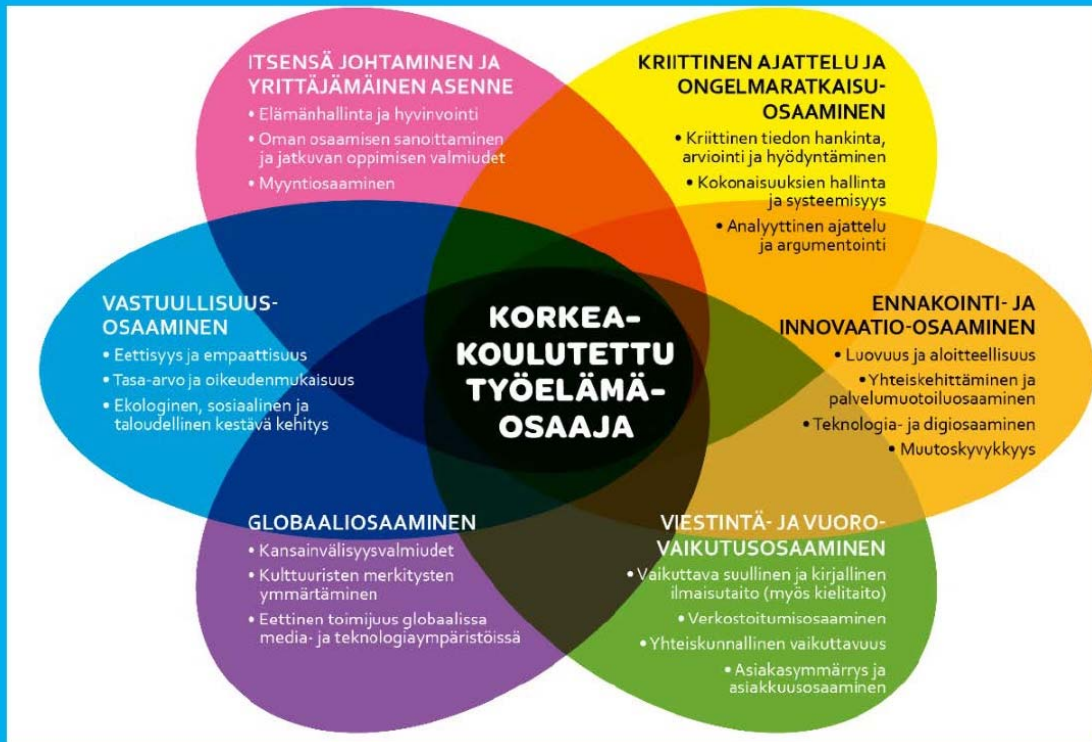 ITSENSÄ JOHTAMINEN JA
YRITTÄJÄMÄINEN ASENNE
• Elämänhallinta ja hyvinvointi
• Oman osaamisen sanoittaminen
ja jatkuvan oppimisen valmiudet
• Myyntiosaaminen
KRIITTINEN AJATTELU JA
ONGELMARATKAISU-
OSAAMINEN
• Kriittinen tiedon hankinta,
arviointi ja hyödyntäminen
• Kokonaisuuksien hallinta
ja systeemisyys
• Analyyttinen ajattelu
ja argumentointi
VASTUULLISUUS-
OSAAMINEN
• Eettisyys ja empaattisuus
• Tasa-arvo ja oikeudenmukaisuus
• Ekologinen, sosiaalinen ja
taloudellinen kestävä kehitys
KORKEA-
KOULUTETTU
TYÖELÄMÄ-
OSAAJA
ENNAKOINTI- JA
INNOVAATIO-OSAAMINEN
• Luovuus ja aloitteellisuus
• Yhteiskehittäminen ja
palvelumuotoiluosaaminen
• Teknologia- ja digiosaaminen
• Muutoskyvykkyys
GLOBAALIOSAAMINEN
• Kansainvälisyysvalmiudet
• Kulttuuristen merkitysten
ymmärtäminen
• Eettinen toimijuus globaalissa
media- ja teknologiaympäristöissä
VIESTINTÄ- JA VUORO-
VAIKUTUSOSAAMINEN
• Vaikuttava suullinen ja kirjallinen
ilmaisutaito (myös kielitaito)
• Verkostoitumisosaaminen
• Yhteiskunnallinen vaikuttavuus
• Asiakasymmärrys ja
asiakkuusosaaminen